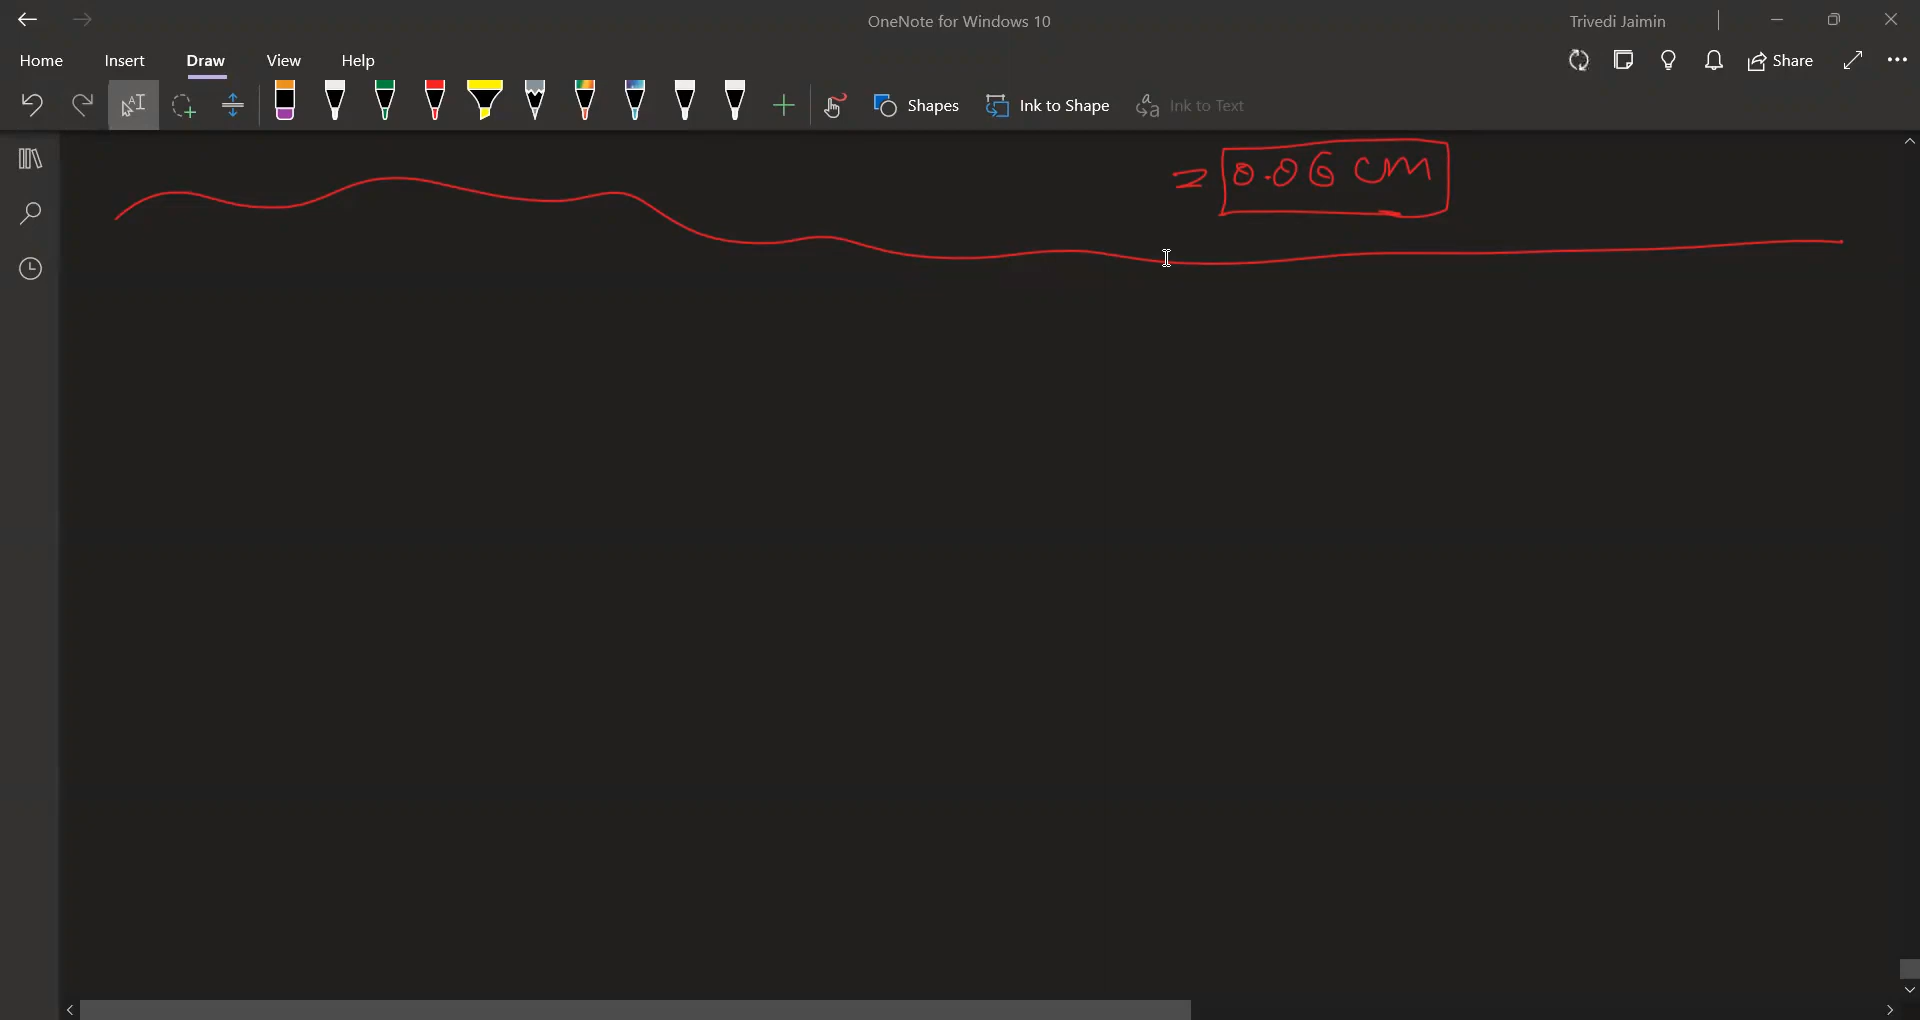 OneNote for Windows 10
Trivedi Jaimin
Home Insert Draw View Help
Share
Shapes Ink to Shape Ink to Text
= 0.06 cm